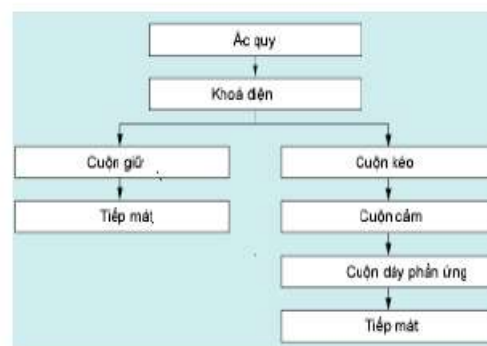 Ắc quy
Khoá điện
Cuộn giữ
Cuộn kéo
Tiếp mát
Cuộn cảm
Cuộn dây phần ứng
Tiếp mát